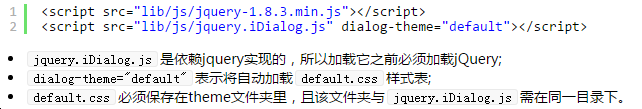 1 <script src="lib/js/jquery-1.8.3.min.js"></script>
2 <script src="lib/js/jquery.iDialog.js" dialog-theme="default"></script>
• jquery.iDialog.js 是依赖jquery实现的，所以加载它之前必须加载jQuery;
• dialog-theme="default" 表示将自动加载 default.css 样式表;
• default.css 必须保存在theme文件夹里，且该文件夹与 jquery.iDialog.js 需在同一目录下。